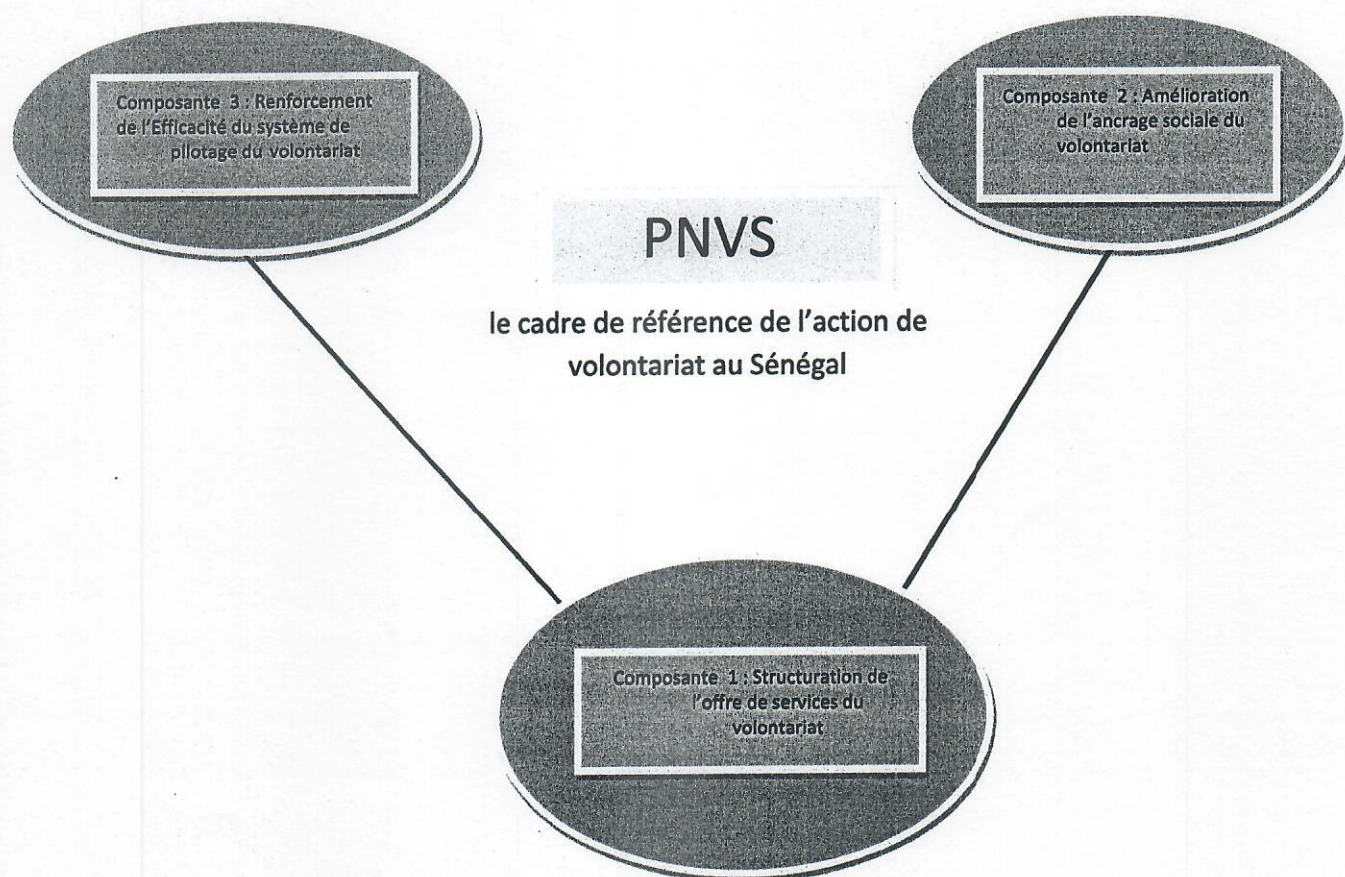 Composante 3 : Renforcement
de l'Efficacité du système de
pilotage du volontariat
Composante 2 : Amélioration
de l'ancrage sociale du
volontariat
PNVS
le cadre de référence de l'action de
volontariat au Sénégal
Composante 1 : Structuration de
l'offre de services du
volontariat